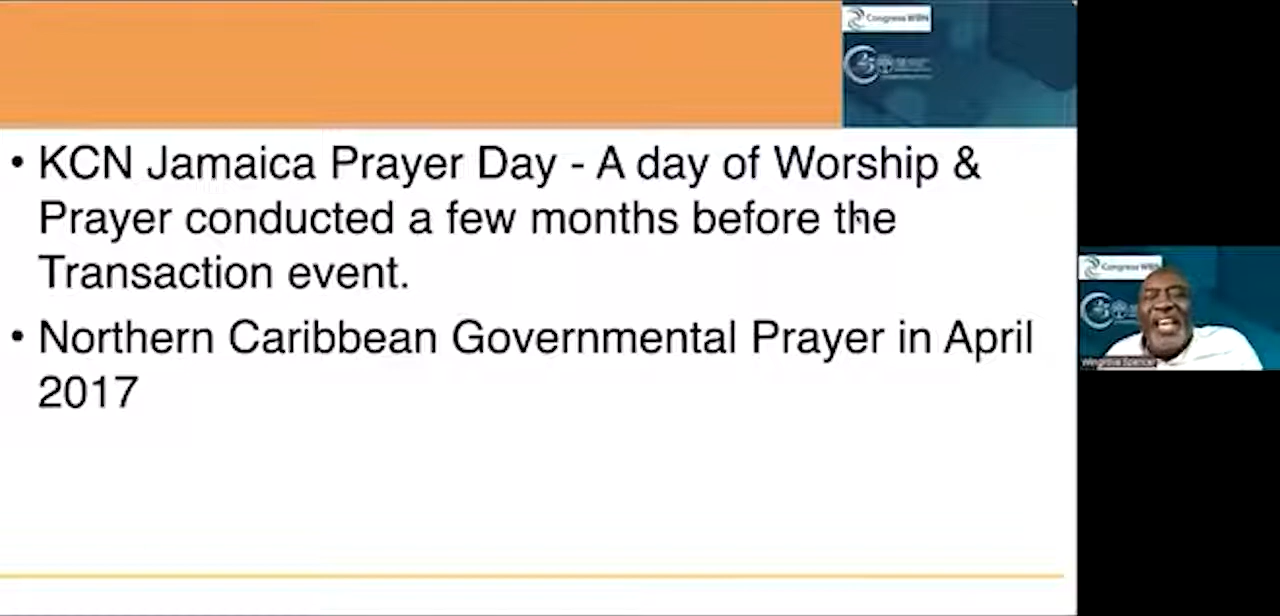 Congress WBN
• KCN Jamaica Prayer Day - A day of Worship &
Prayer conducted a few months before the
Transaction event.
• Northern Caribbean Governmental Prayer in April
2017
Congress WBN